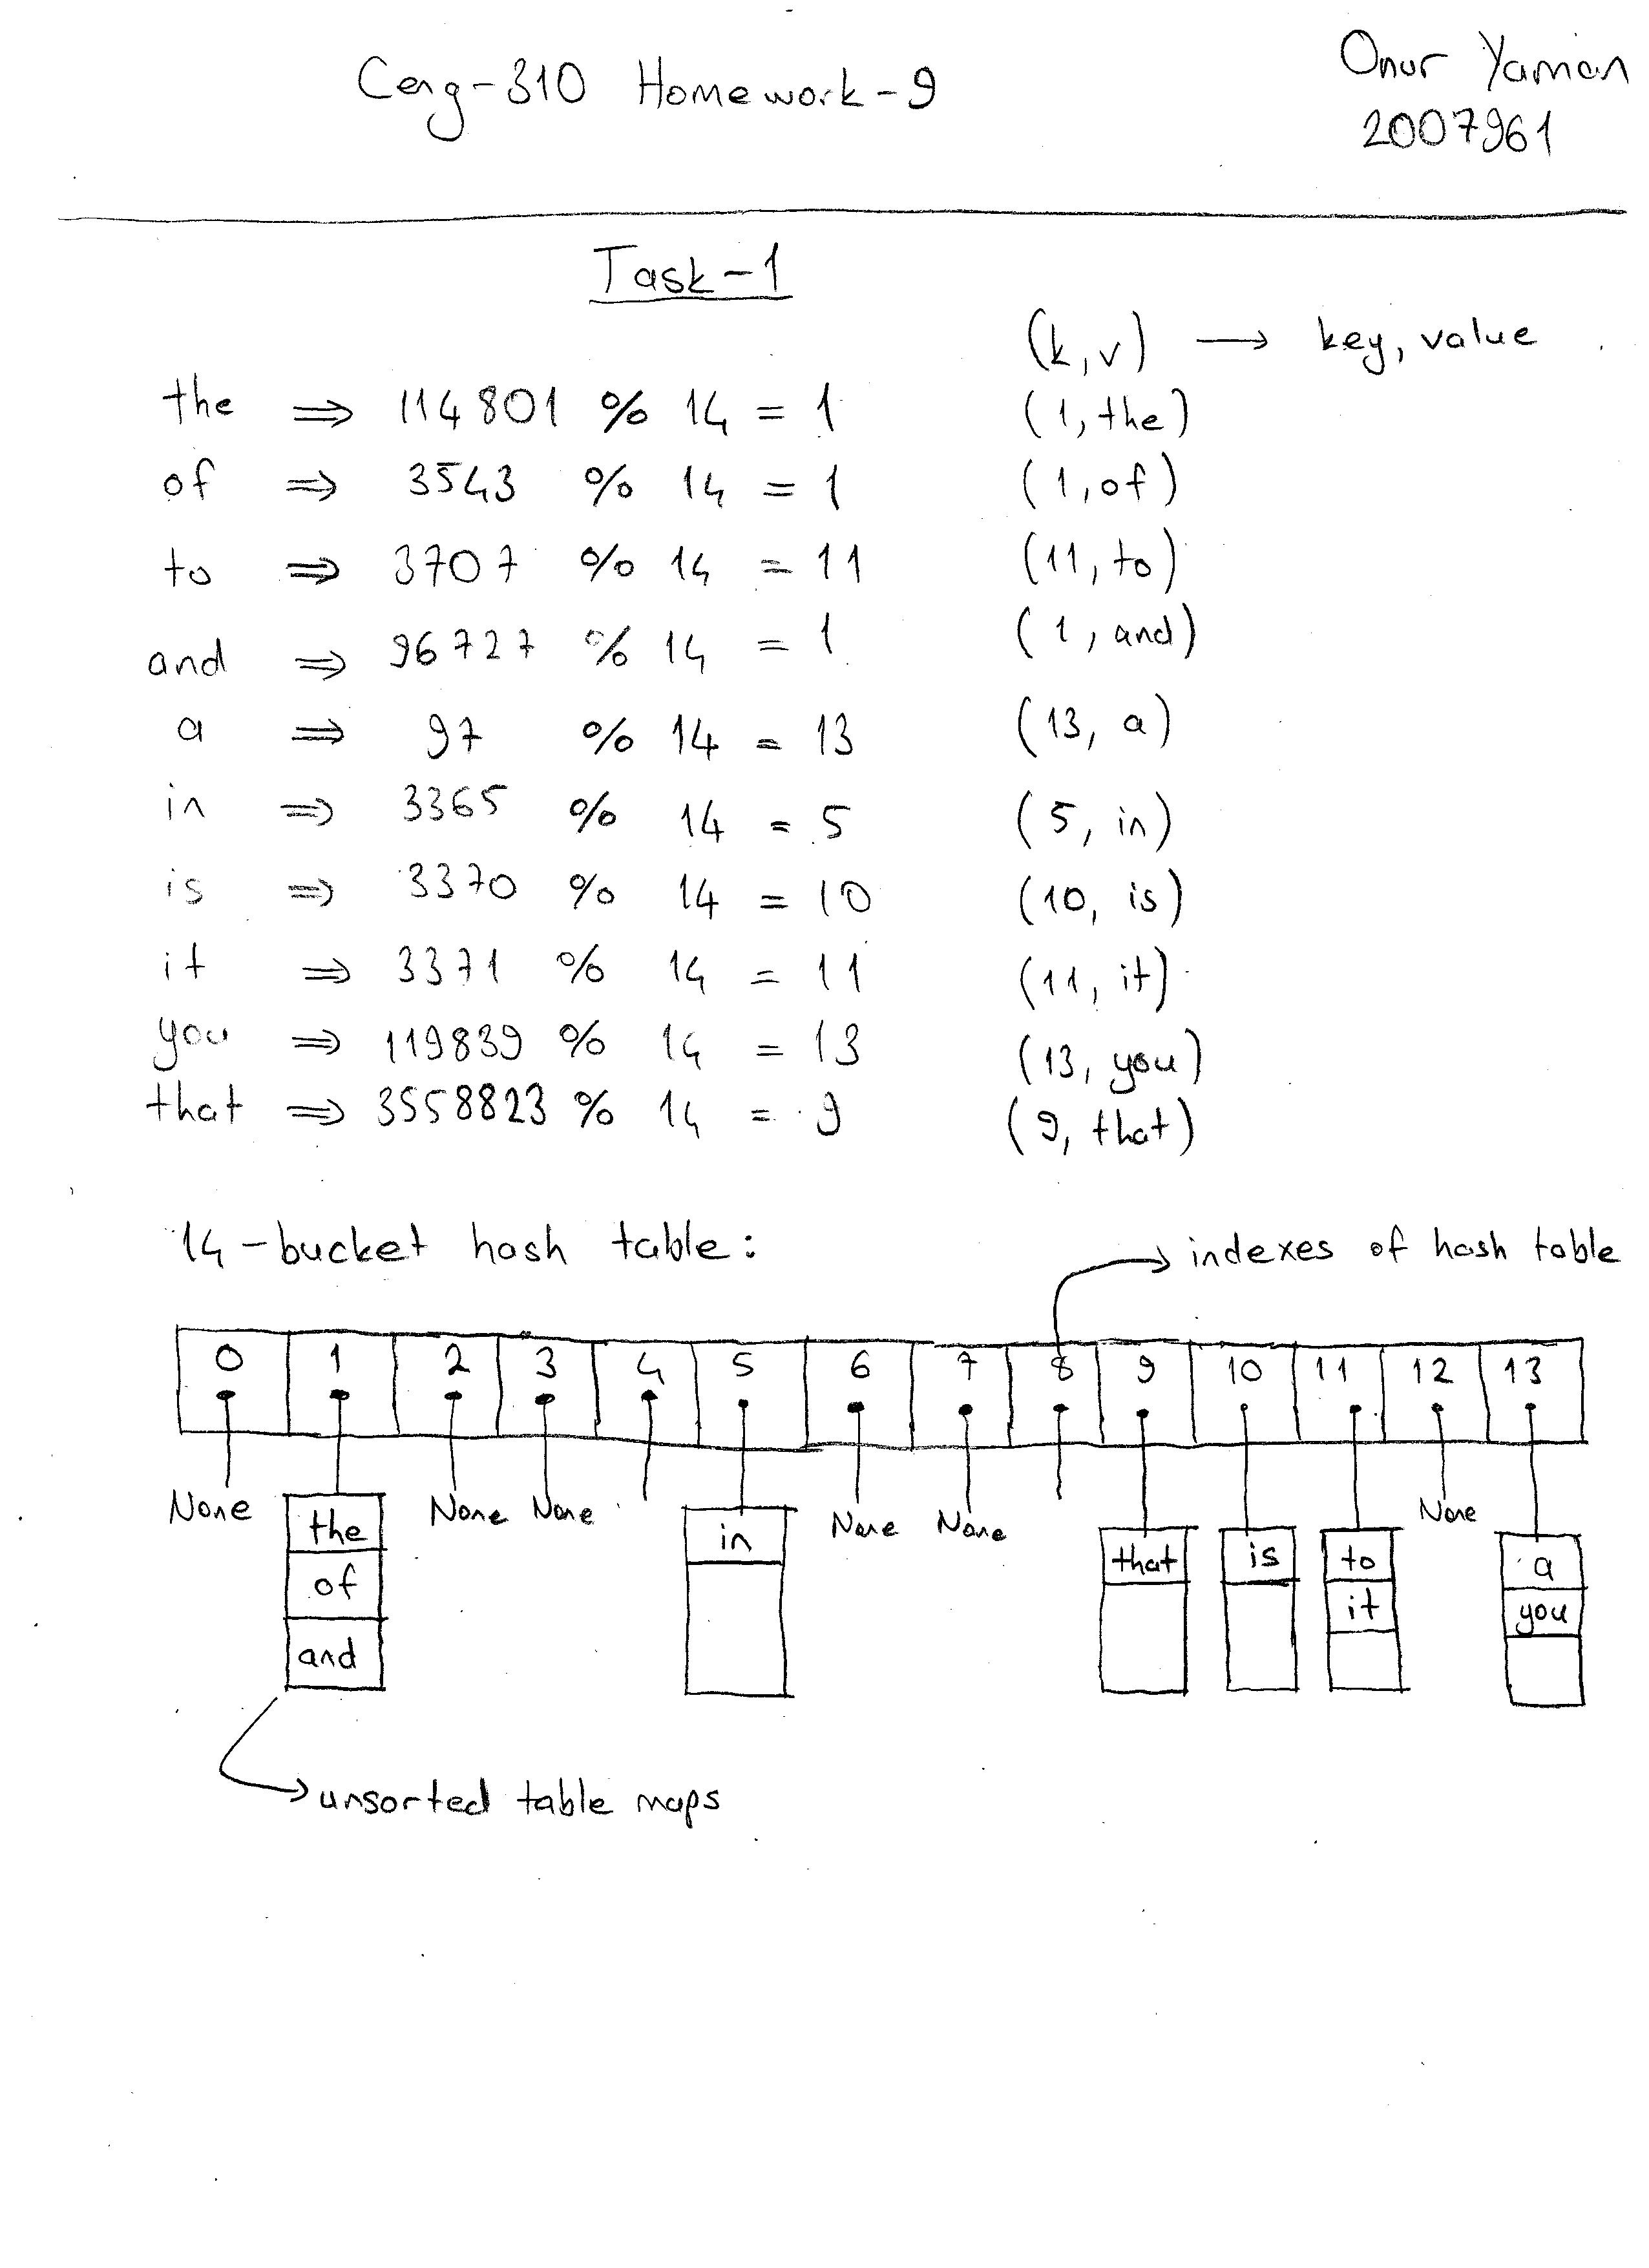 Ceng-310 Homework-9
Onur Yaman
2007961
Task-1
(k,v) → key, value
the ⇒ 114801 % 14 = 1 (1, the)
of ⇒ 3543 % 14 = 1 (1, of)
to ⇒ 3707 % 14 = 11 (11, to)
and ⇒ 96727 % 14 = 1 (1, and)
a ⇒ 97 % 14 = 13 (13, a)
in ⇒ 3365 % 14 = 5 (5, in)
is ⇒ 3370 % 14 = 10 (10, is)
it ⇒ 3371 % 14 = 11 (11, it)
you ⇒ 119839 % 14 = 13 (13, you)
that ⇒ 3558823 % 14 = 9 (9, that)
14-bucket hash table:
indexes of hash table
0 1 2 3 4 5 6 7 8 9 10 11 12 13
None None None None None None
the in that is to a
of it you
and
unsorted table maps